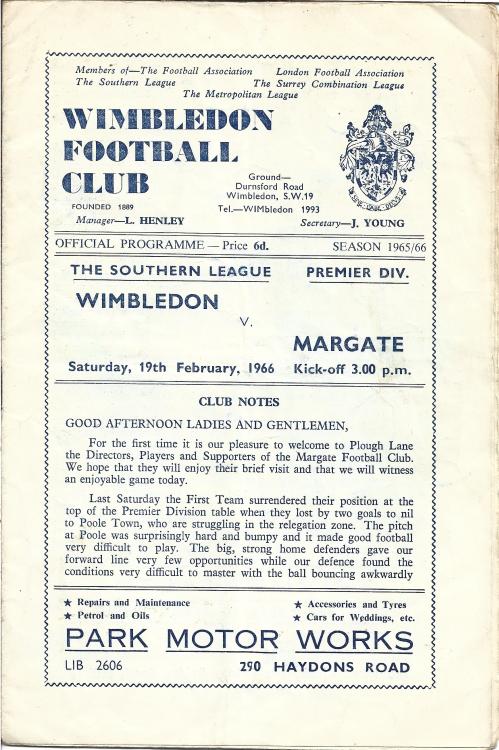 Members of—The Football Association London Football Association
The Southern League The Surrey Combination League
The Metropolitan League
WIMBLEDON
FOOTBALL
CLUB
Ground—
Durnsford Road
Wimbledon, S.W.19
FOUNDED 1889
Tel.—WIMbledon 1993
Manager—L. HENLEY
Secretary—J. YOUNG
OFFICIAL PROGRAMME — Price 6d. SEASON 1965/66
THE SOUTHERN LEAGUE PREMIER DIV.
WIMBLEDON
V.
MARGATE
Saturday, 19th February, 1966 Kick-off 3.00 p.m.
CLUB NOTES
GOOD AFTERNOON LADIES AND GENTLEMEN,
For the first time it is our pleasure to welcome to Plough Lane
the Directors, Players and Supporters of the Margate Football Club.
We hope that they will enjoy their brief visit and that we will witness
an enjoyable game today.
Last Saturday the First Team surrendered their position at the
top of the Premier Division table when they lost by two goals to nil
to Poole Town, who are struggling in the relegation zone. The pitch
at Poole was surprisingly hard and bumpy and it made good football
very difficult to play. The big, strong home defenders gave our
forward line very few opportunities while our defence found the
conditions very difficult to master with the ball bouncing awkwardly
★ Repairs and Maintenance ★ Accessories and Tyres
★ Petrol and Oils ★ Cars for Weddings, etc.
PARK MOTOR WORKS
LIB 2606 290 HAYDONS ROAD